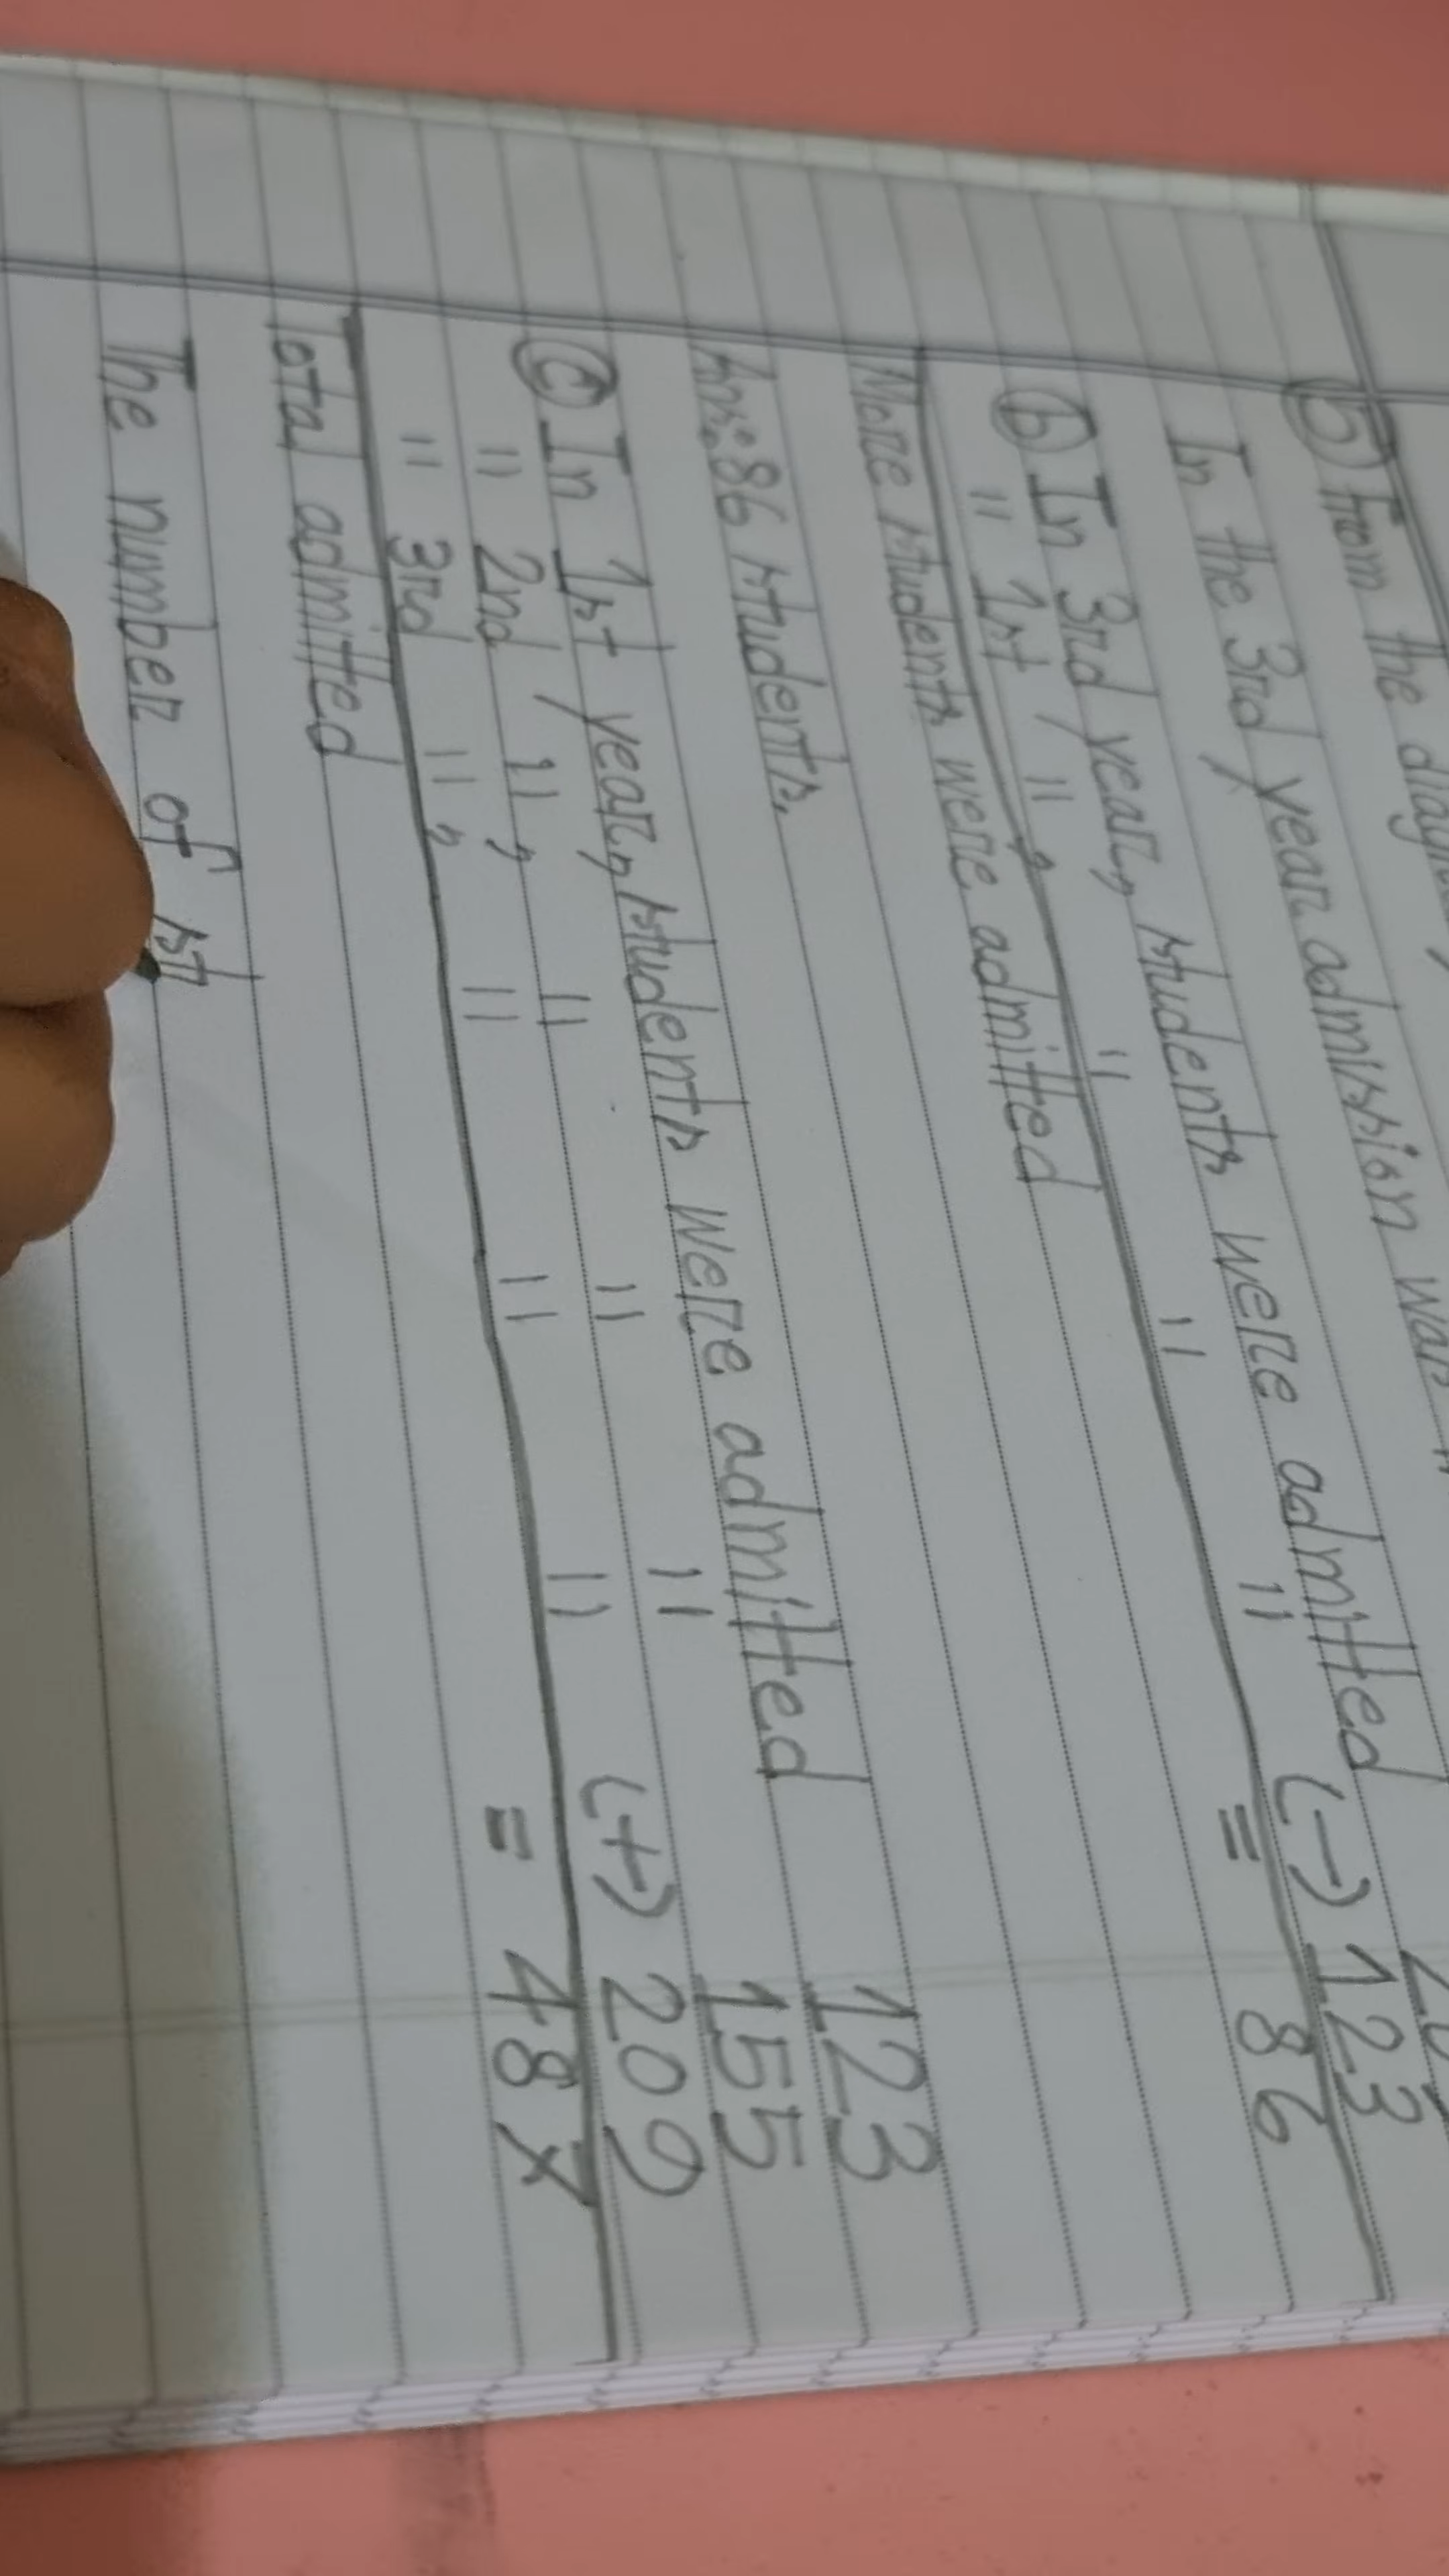 ⑤ From the
In the 3rd year admission was
ⓑ In 3rd year, students were admitted
" 1st " , " " " (-) 123
More students were admitted = 86
Ans: 86 students.
ⓒ In 1st year, students were admitted 123
" 2nd " , " " " 155
" 3rd " , " " " (+) 209
Total admitted = 487
The number of st